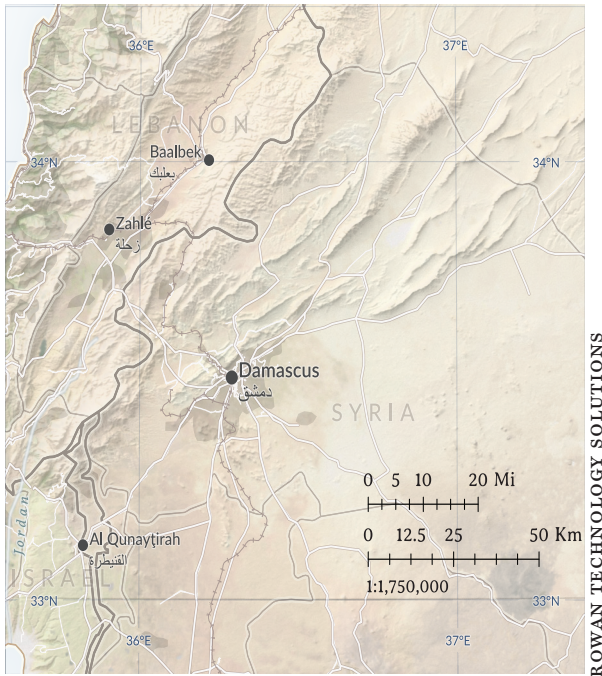 36°E
37°E
LEBANON
Baalbek
بعلبك
34°N
34°N
Zahlé
زحلة
Damascus
دمشق
SYRIA
0 5 10 20 Mi
0 12.5 25 50 Km
1:1,750,000
Jordan
Al Qunayţirah
القنيطرة
ISRAEL
33°N
33°N
36°E
37°E
ROWAN TECHNOLOGY SOLUTIONS